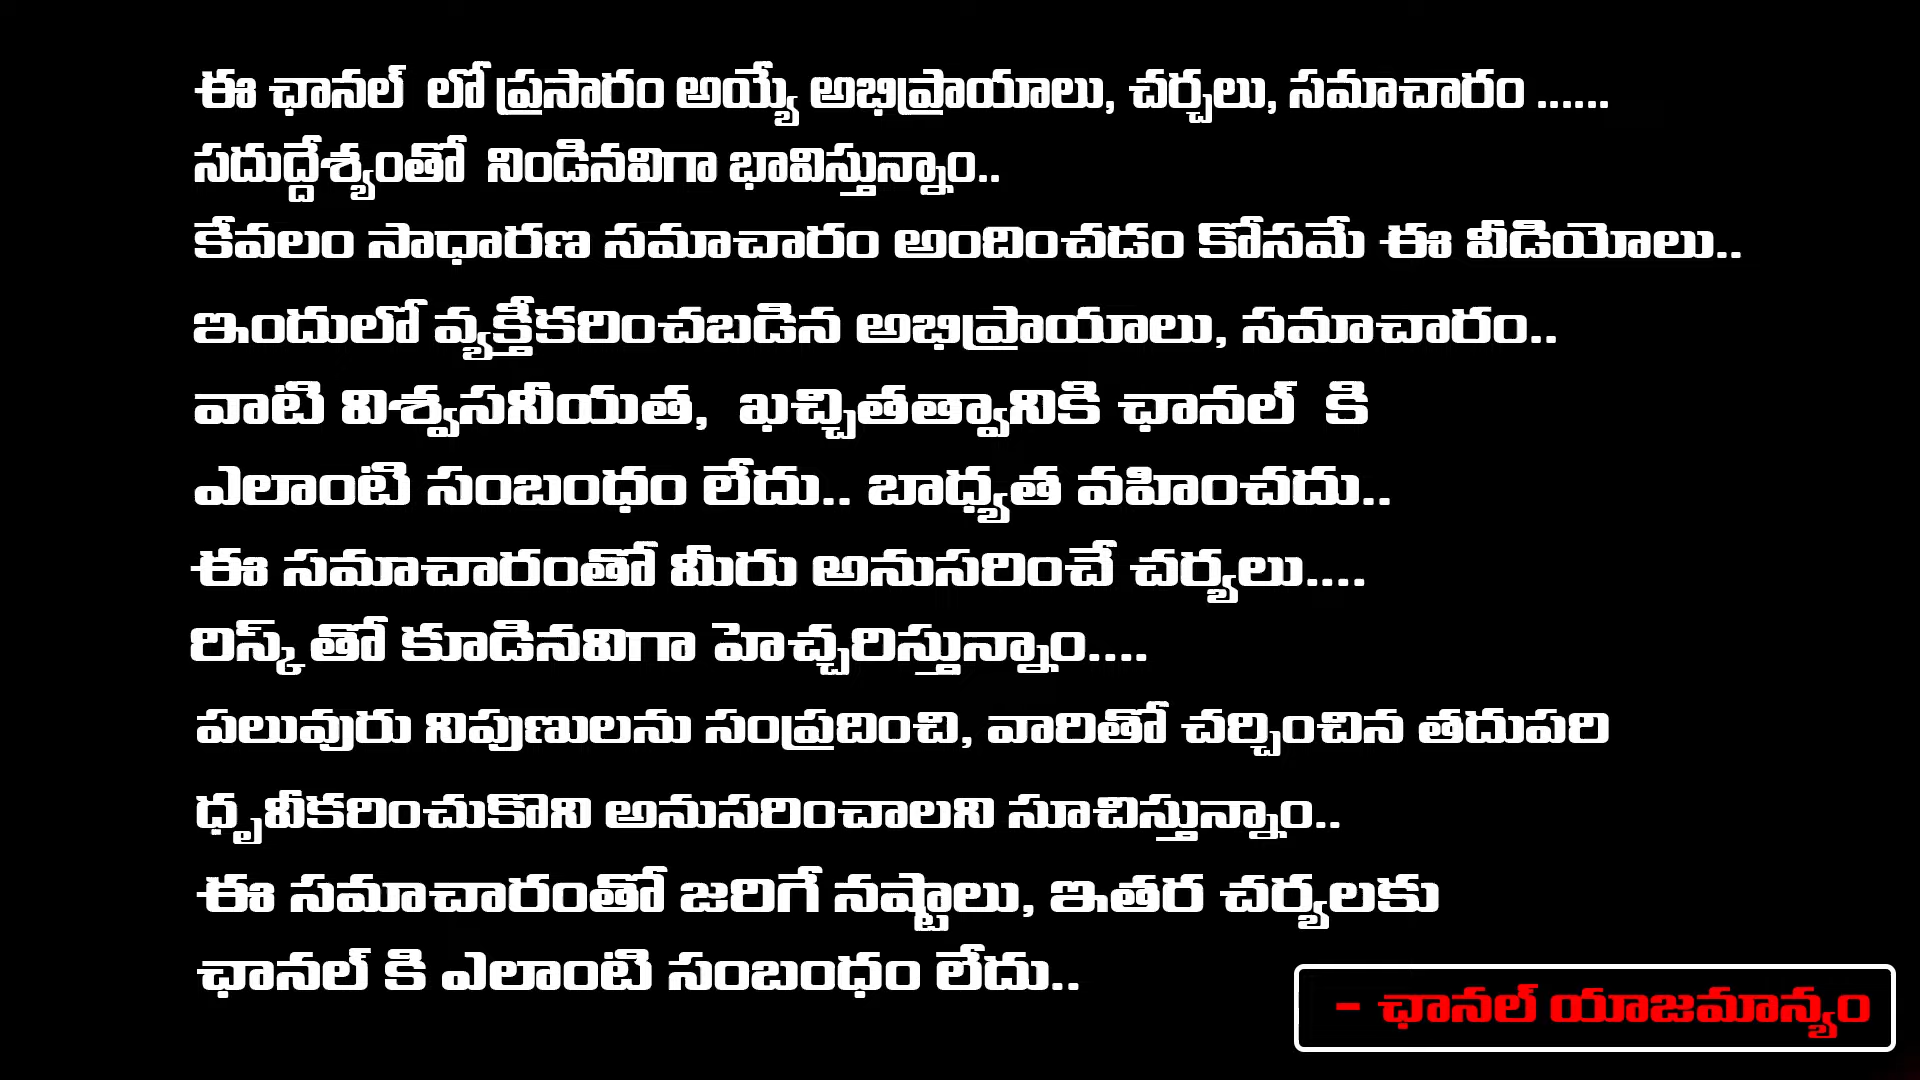 ఈ ఛానల్ లో ప్రసారం అయ్యే అభిప్రాయాలు, చర్చలు, సమాచారం ......
సదుద్దేశ్యంతో నిండినవిగా భావిస్తున్నాం..
కేవలం సాధారణ సమాచారం అందించడం కోసమే ఈ వీడియోలు..
ఇందులో వ్యక్తీకరించబడిన అభిప్రాయాలు, సమాచారం..
వాటి విశ్వసనీయత, ఖచ్చితత్వానికి ఛానల్ కి
ఎలాంటి సంబంధం లేదు.. బాధ్యత వహించదు..
ఈ సమాచారంతో మీరు అనుసరించే చర్యలు....
రిస్క్ తో కూడినవిగా హెచ్చరిస్తున్నాం....
పలువురు నిపుణులను సంప్రదించి, వారితో చర్చించిన తదుపరి
ధృవీకరించుకొని అనుసరించాలని సూచిస్తున్నాం..
ఈ సమాచారంతో జరిగే నష్టాలు, ఇతర చర్యలకు
ఛానల్ కి ఎలాంటి సంబంధం లేదు..
- ఛానల్ యాజమాన్యం